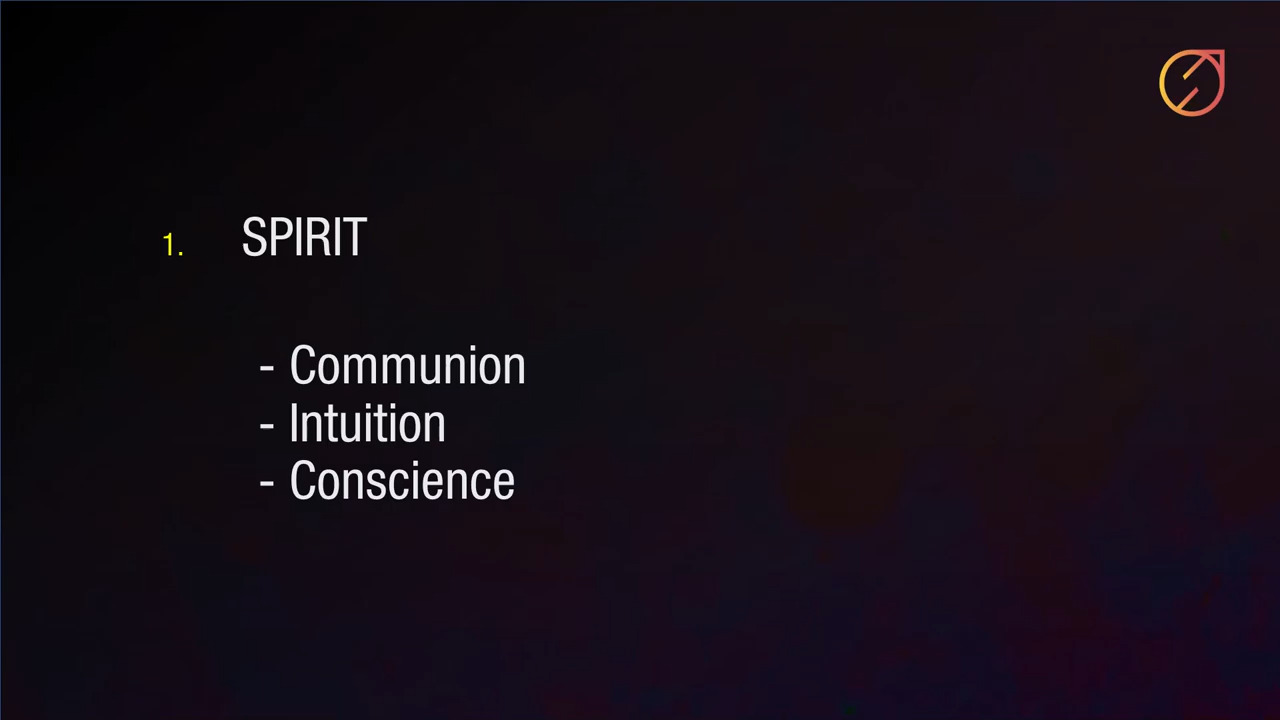 1. SPIRIT
- Communion
- Intuition
- Conscience